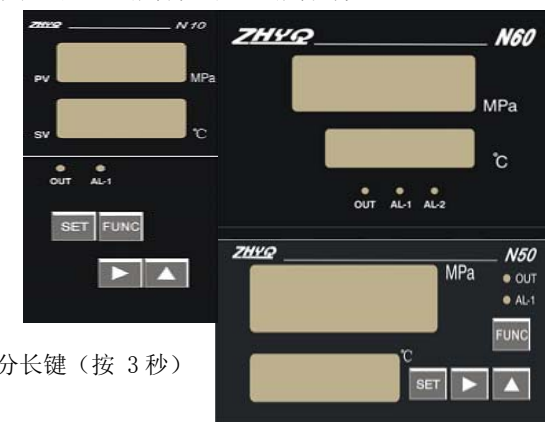 ZHYQ N10
PV MPa
SV ℃
OUT AL-1
SET FUNC
ZHYQ N60
MPa
℃
OUT AL-1 AL-2
ZHYQ N50
MPa
OUT
AL-1
FUNC
℃
SET
分长键（按 3 秒）